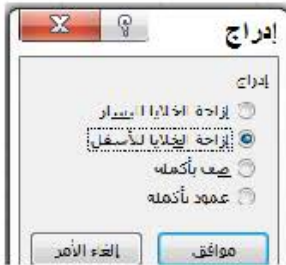 إدراج
إدراج
إزاحة الخلايا لليسار
إزاحة الخلايا للأسفل
صف بأكمله
عمود بأكمله
موافق إلغاء الأمر